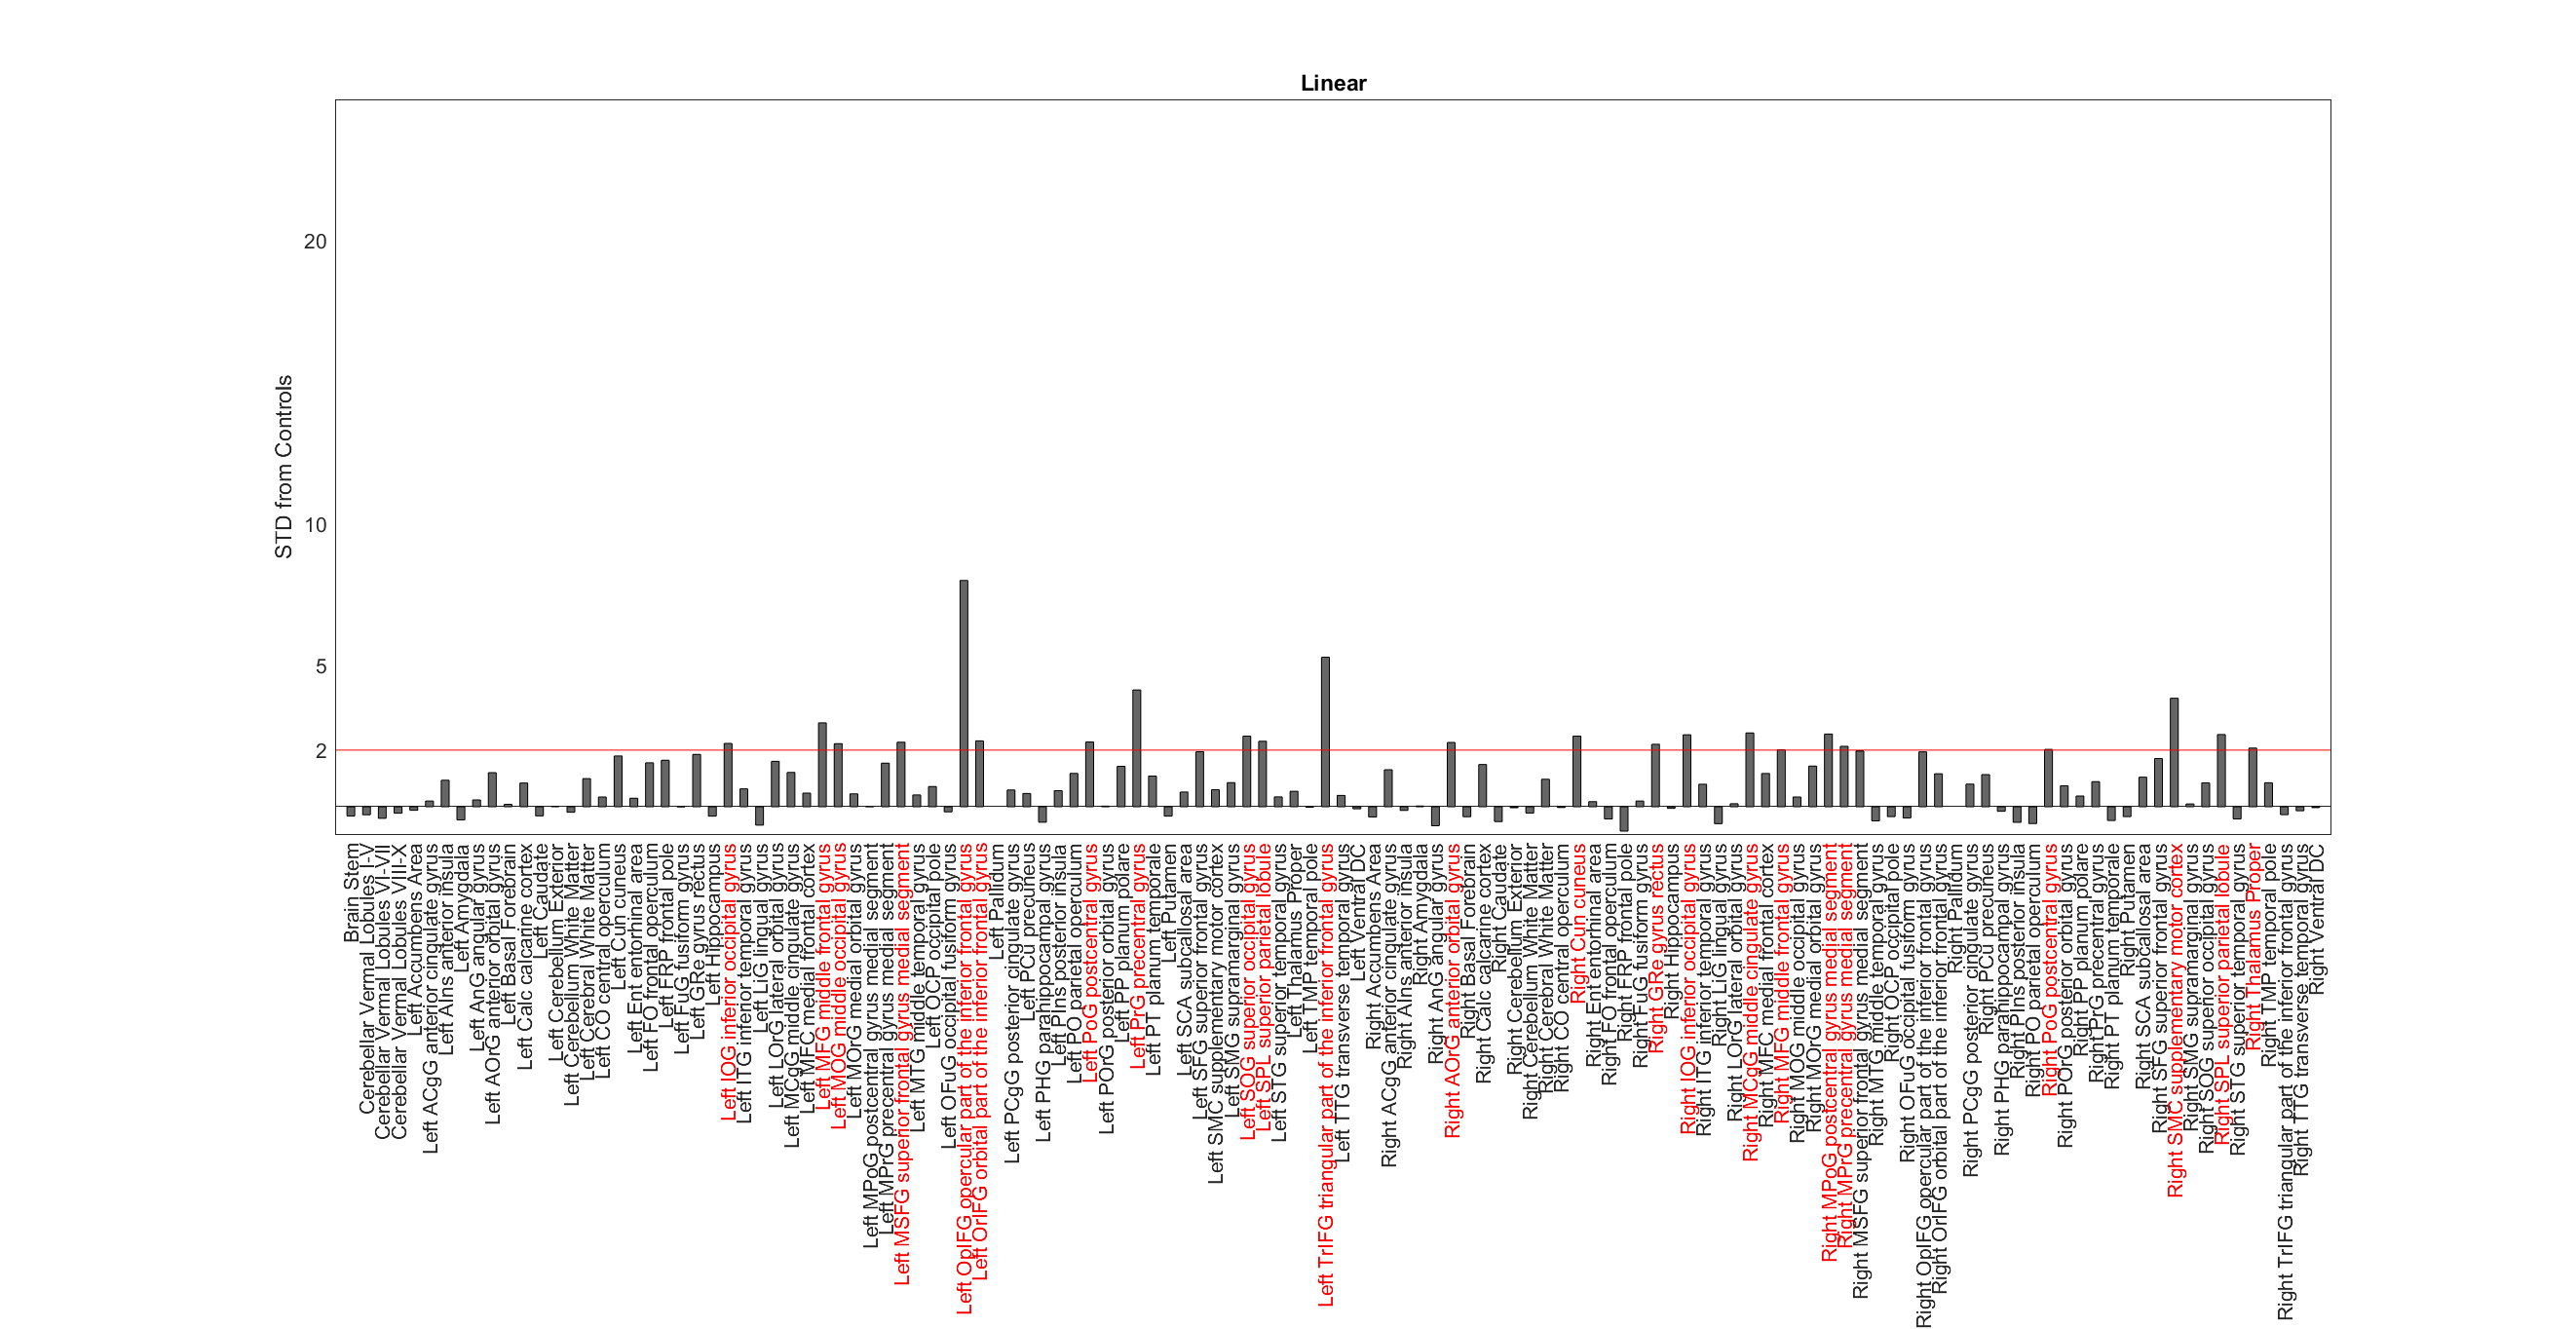 Linear
STD from Controls
20
10
5
2
Brain Stem
Cerebellar Vermal Lobules I-V
Cerebellar Vermal Lobules VI-VII
Cerebellar Vermal Lobules VIII-X
Left Accumbens Area
Left ACgG anterior cingulate gyrus
Left AIns anterior insula
Left Amygdala
Left AnG angular gyrus
Left AOrG anterior orbital gyrus
Left Basal Forebrain
Left Calc calcarine cortex
Left Caudate
Left Cerebellum Exterior
Left Cerebellum White Matter
Left Cerebral White Matter
Left CO central operculum
Left Cun cuneus
Left Ent entorhinal area
Left FO frontal operculum
Left FRP frontal pole
Left FuG fusiform gyrus
Left GRe gyrus rectus
Left Hippocampus
Left IOG inferior occipital gyrus
Left ITG inferior temporal gyrus
Left LiG lingual gyrus
Left LOrG lateral orbital gyrus
Left MCgG middle cingulate gyrus
Left MFC medial frontal cortex
Left MFG middle frontal gyrus
Left MOG middle occipital gyrus
Left MOrG medial orbital gyrus
Left MPoG postcentral gyrus medial segment
Left MPrG precentral gyrus medial segment
Left MSFG superior frontal gyrus medial segment
Left MTG middle temporal gyrus
Left OCP occipital pole
Left OFuG occipital fusiform gyrus
Left OpIFG opercular part of the inferior frontal gyrus
Left OrIFG orbital part of the inferior frontal gyrus
Left Pallidum
Left PCgG posterior cingulate gyrus
Left PCu precuneus
Left PHG parahippocampal gyrus
Left PIns posterior insula
Left PO parietal operculum
Left PoG postcentral gyrus
Left POrG posterior orbital gyrus
Left PP planum polare
Left PrG precentral gyrus
Left PT planum temporale
Left Putamen
Left SCA subcallosal area
Left SFG superior frontal gyrus
Left SMC supplementary motor cortex
Left SMG supramarginal gyrus
Left SOG superior occipital gyrus
Left SPL superior parietal lobule
Left STG superior temporal gyrus
Left Thalamus Proper
Left TMP temporal pole
Left TrIFG triangular part of the inferior frontal gyrus
Left TTG transverse temporal gyrus
Left Ventral DC
Right Accumbens Area
Right ACgG anterior cingulate gyrus
Right AIns anterior insula
Right Amygdala
Right AnG angular gyrus
Right AOrG anterior orbital gyrus
Right Basal Forebrain
Right Calc calcarine cortex
Right Caudate
Right Cerebellum Exterior
Right Cerebellum White Matter
Right Cerebral White Matter
Right CO central operculum
Right Cun cuneus
Right Ent entorhinal area
Right FO frontal operculum
Right FRP frontal pole
Right FuG fusiform gyrus
Right GRe gyrus rectus
Right Hippocampus
Right IOG inferior occipital gyrus
Right ITG inferior temporal gyrus
Right LiG lingual gyrus
Right LOrG lateral orbital gyrus
Right MCgG middle cingulate gyrus
Right MFC medial frontal cortex
Right MFG middle frontal gyrus
Right MOG middle occipital gyrus
Right MOrG medial orbital gyrus
Right MPoG postcentral gyrus medial segment
Right MPrG precentral gyrus medial segment
Right MSFG superior frontal gyrus medial segment
Right MTG middle temporal gyrus
Right OCP occipital pole
Right OFuG occipital fusiform gyrus
Right OpIFG opercular part of the inferior frontal gyrus
Right OrIFG orbital part of the inferior frontal gyrus
Right Pallidum
Right PCgG posterior cingulate gyrus
Right PCu precuneus
Right PHG parahippocampal gyrus
Right PIns posterior insula
Right PO parietal operculum
Right PoG postcentral gyrus
Right POrG posterior orbital gyrus
Right PP planum polare
Right PrG precentral gyrus
Right PT planum temporale
Right Putamen
Right SCA subcallosal area
Right SFG superior frontal gyrus
Right SMC supplementary motor cortex
Right SMG supramarginal gyrus
Right SOG superior occipital gyrus
Right SPL superior parietal lobule
Right STG superior temporal gyrus
Right Thalamus Proper
Right TMP temporal pole
Right TrIFG triangular part of the inferior frontal gyrus
Right TTG transverse temporal gyrus
Right Ventral DC